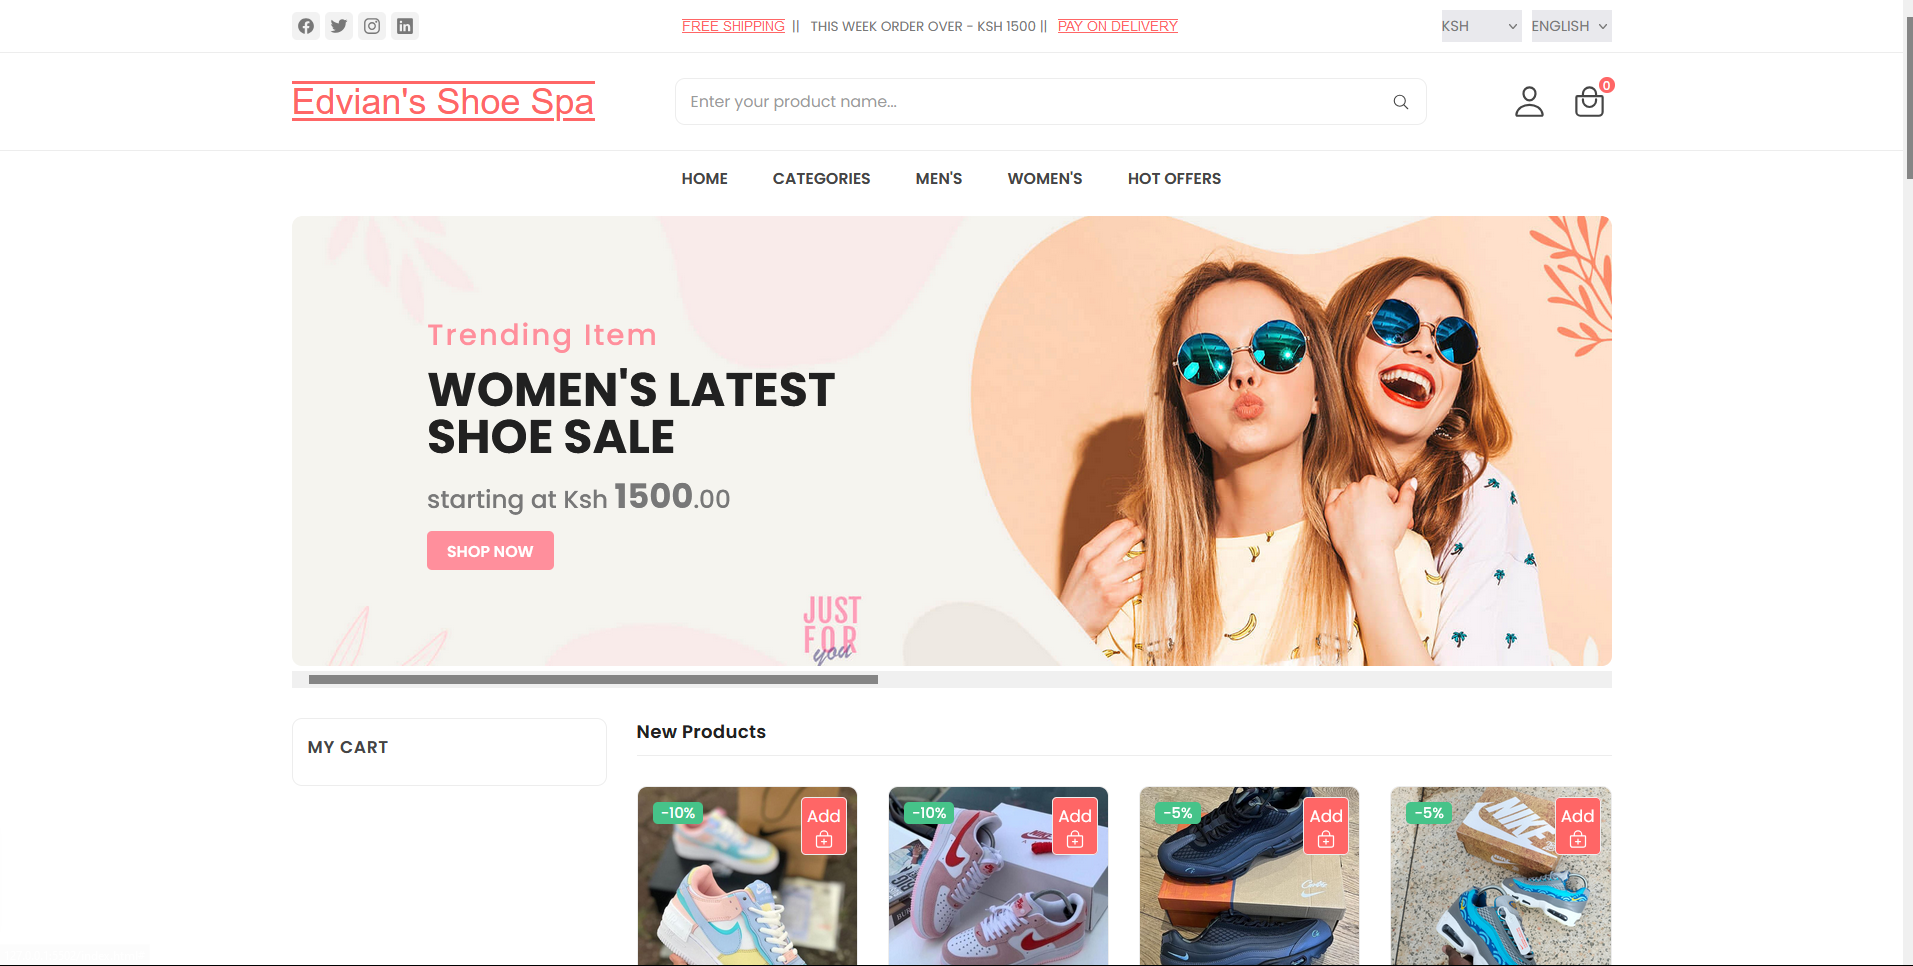 FREE SHIPPING || THIS WEEK ORDER OVER - KSH 1500 || PAY ON DELIVERY
KSH
ENGLISH
Edvian's Shoe Spa
Enter your product name...
0
HOME
CATEGORIES
MEN'S
WOMEN'S
HOT OFFERS
Trending Item
WOMEN'S LATEST
SHOE SALE
starting at Ksh 1500.00
SHOP NOW
JUST
FOR
you
MY CART
New Products
-10%
Add
-10%
Add
-5%
Add
-5%
Add
NIKE